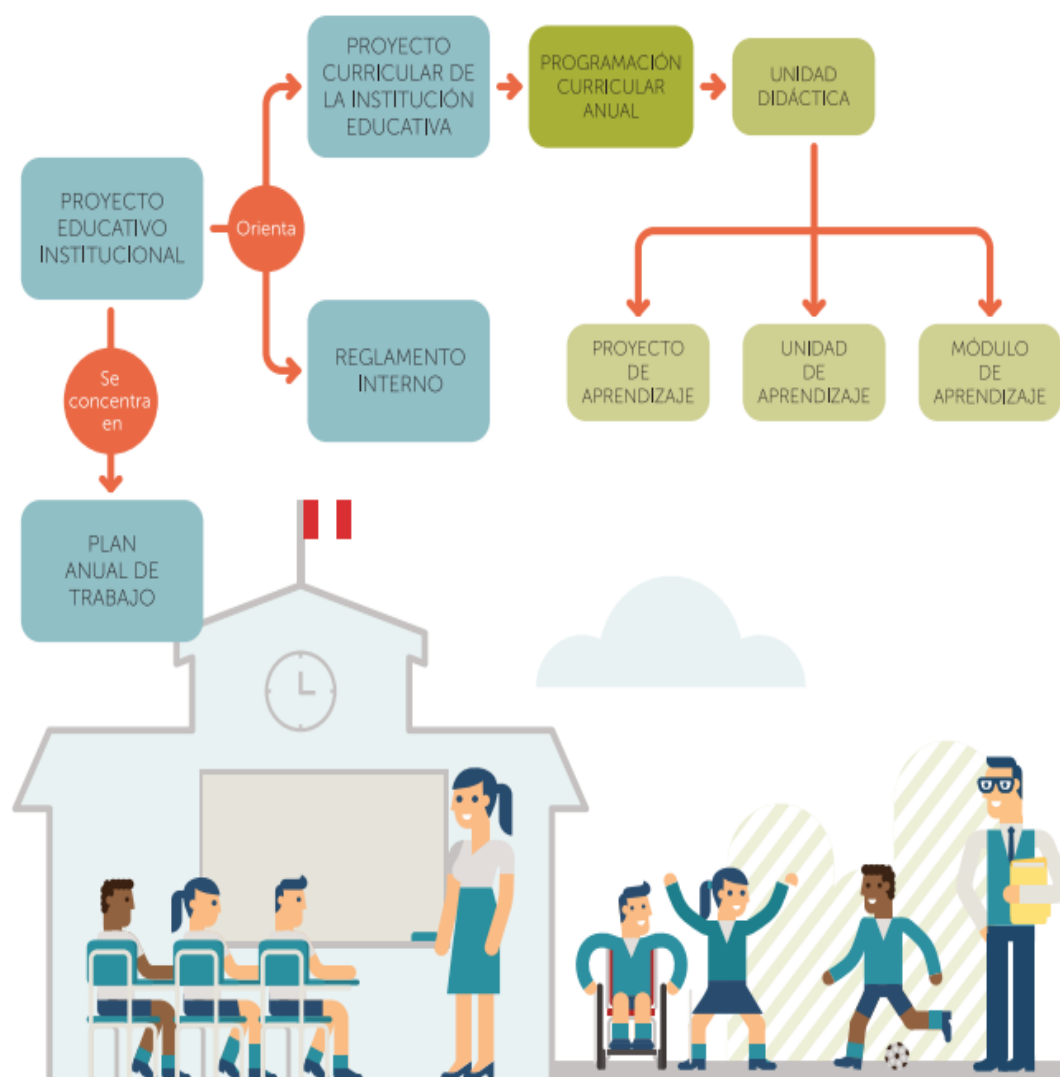 PROYECTO
CURRICULAR DE
LA INSTITUCIÓN
EDUCATIVA
PROGRAMACIÓN
CURRICULAR
ANUAL
UNIDAD
DIDÁCTICA
PROYECTO
EDUCATIVO
INSTITUCIONAL
Orienta
REGLAMENTO
INTERNO
PROYECTO
DE
APRENDIZAJE
UNIDAD
DE
APRENDIZAJE
MÓDULO
DE
APRENDIZAJE
Se
concentra
en
PLAN
ANUAL DE
TRABAJO